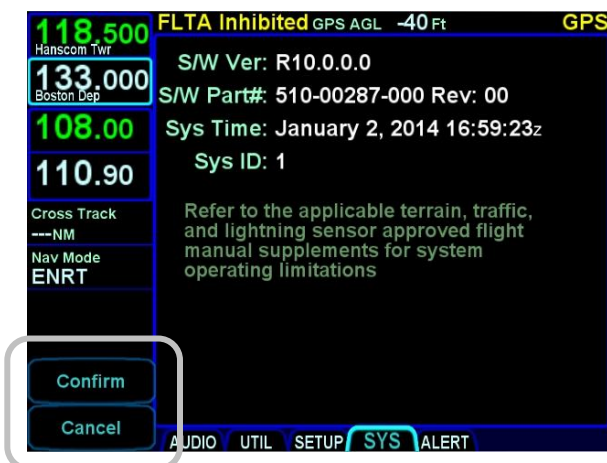 118.500
Hanscom Twr
133.000
Boston Dep
108.00
110.90
Cross Track
---NM
Nav Mode
ENRT
Confirm
Cancel
FLTA Inhibited GPS AGL -40 Ft GPS
S/W Ver: R10.0.0.0
S/W Part#: 510-00287-000 Rev: 00
Sys Time: January 2, 2014 16:59:23z
Sys ID: 1
Refer to the applicable terrain, traffic,
and lightning sensor approved flight
manual supplements for system
operating limitations
AUDIO UTIL SETUP SYS ALERT